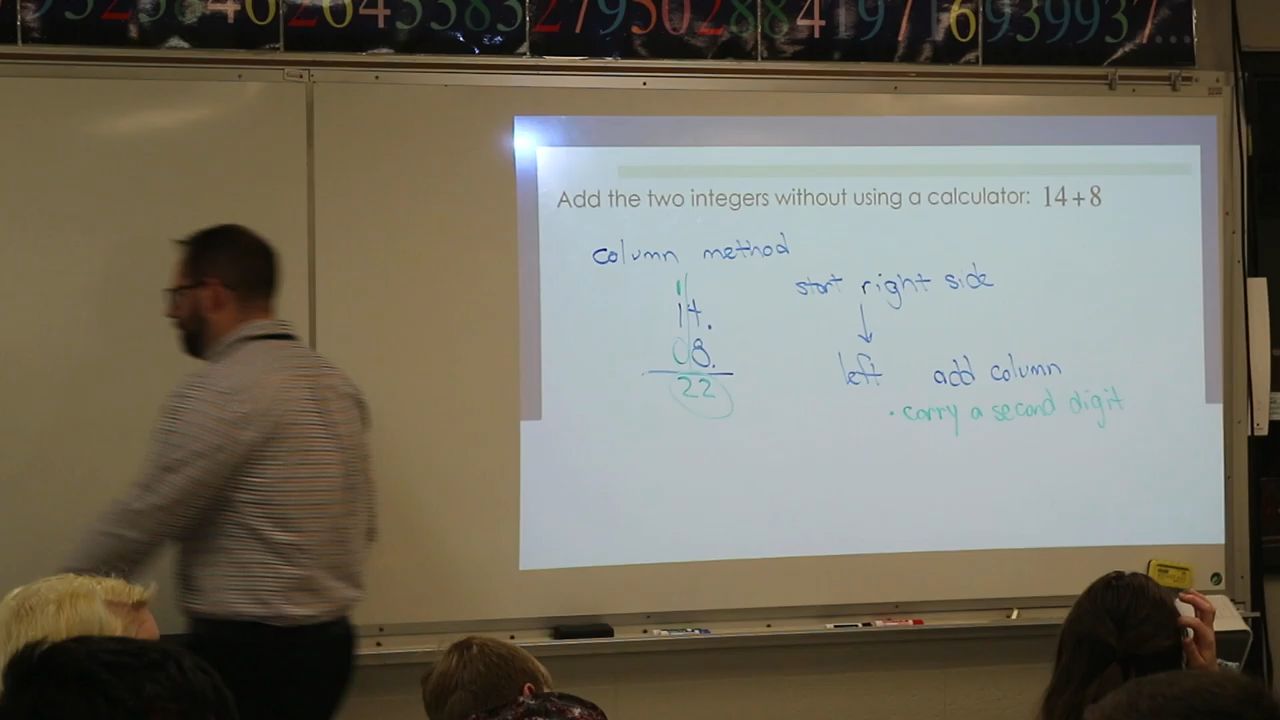 Add the two integers without using a calculator: 14+8
column method
start right side
1
14.
08.
22
left add column
· carry a second digit